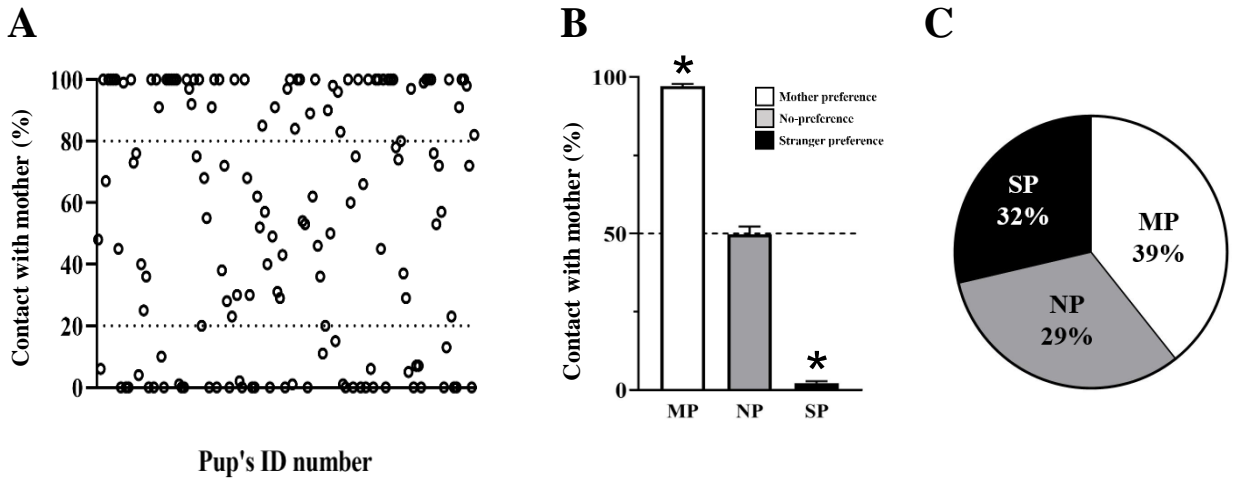 A
Contact with mother (%)
100
80
60
40
20
0
Pup's ID number
B
Contact with mother (%)
100
50
0
*
*
Mother preference
No-preference
Stranger preference
MP
NP
SP
C
SP
32%
MP
39%
NP
29%